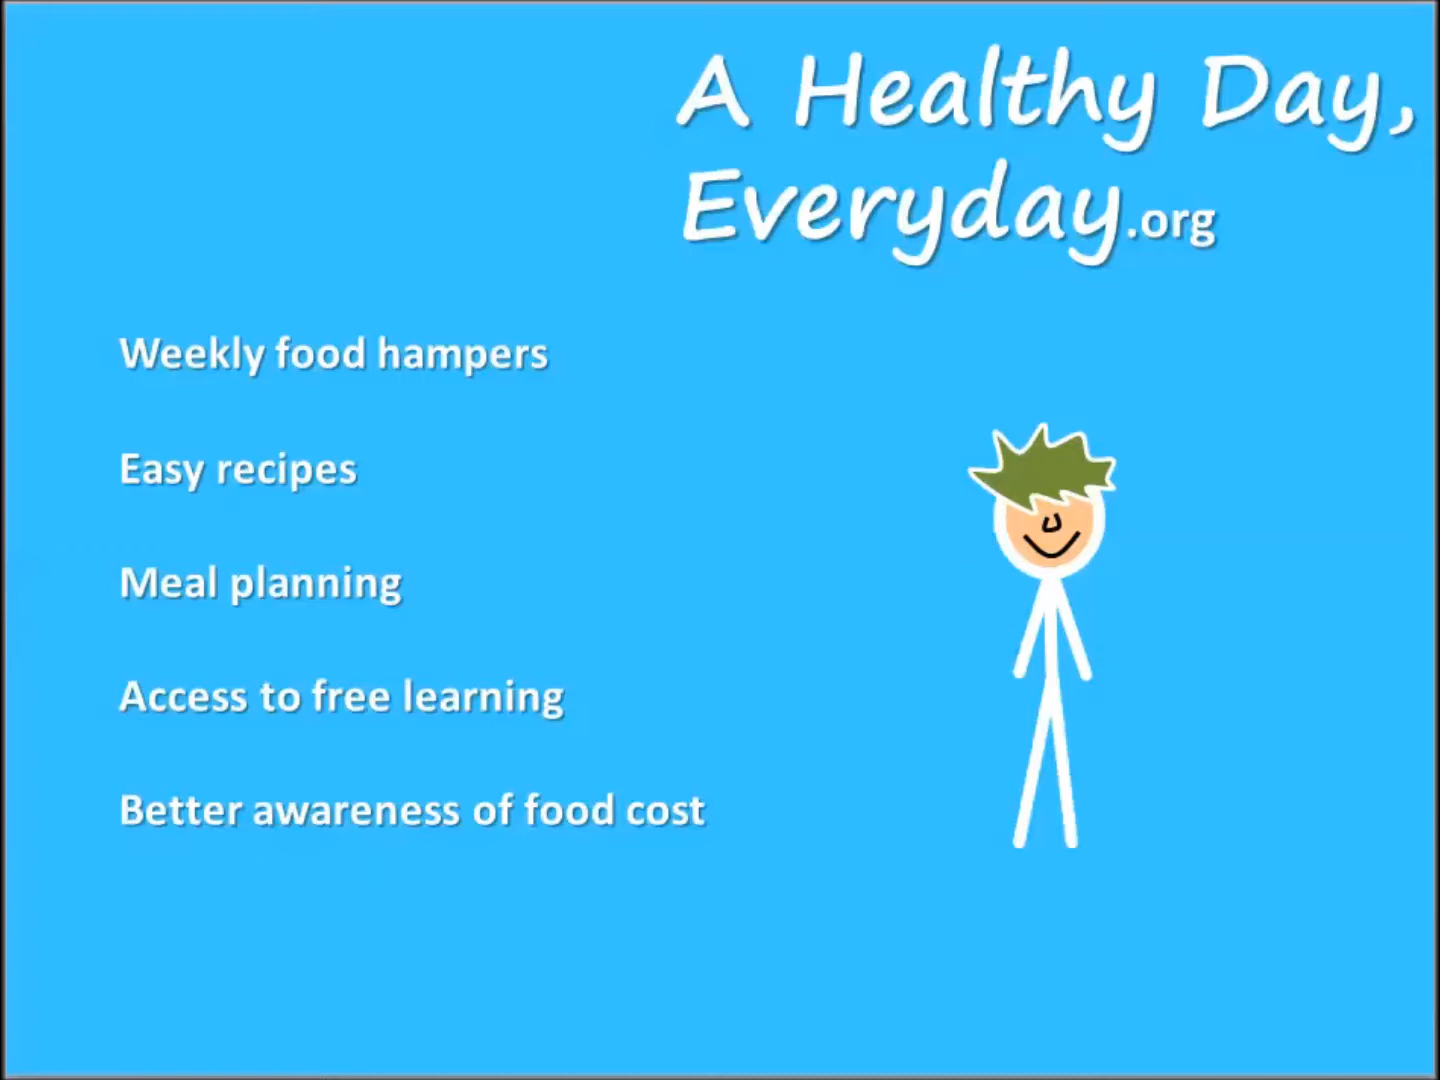 A Healthy Day,
Everyday.org
Weekly food hampers
Easy recipes
Meal planning
Access to free learning
Better awareness of food cost